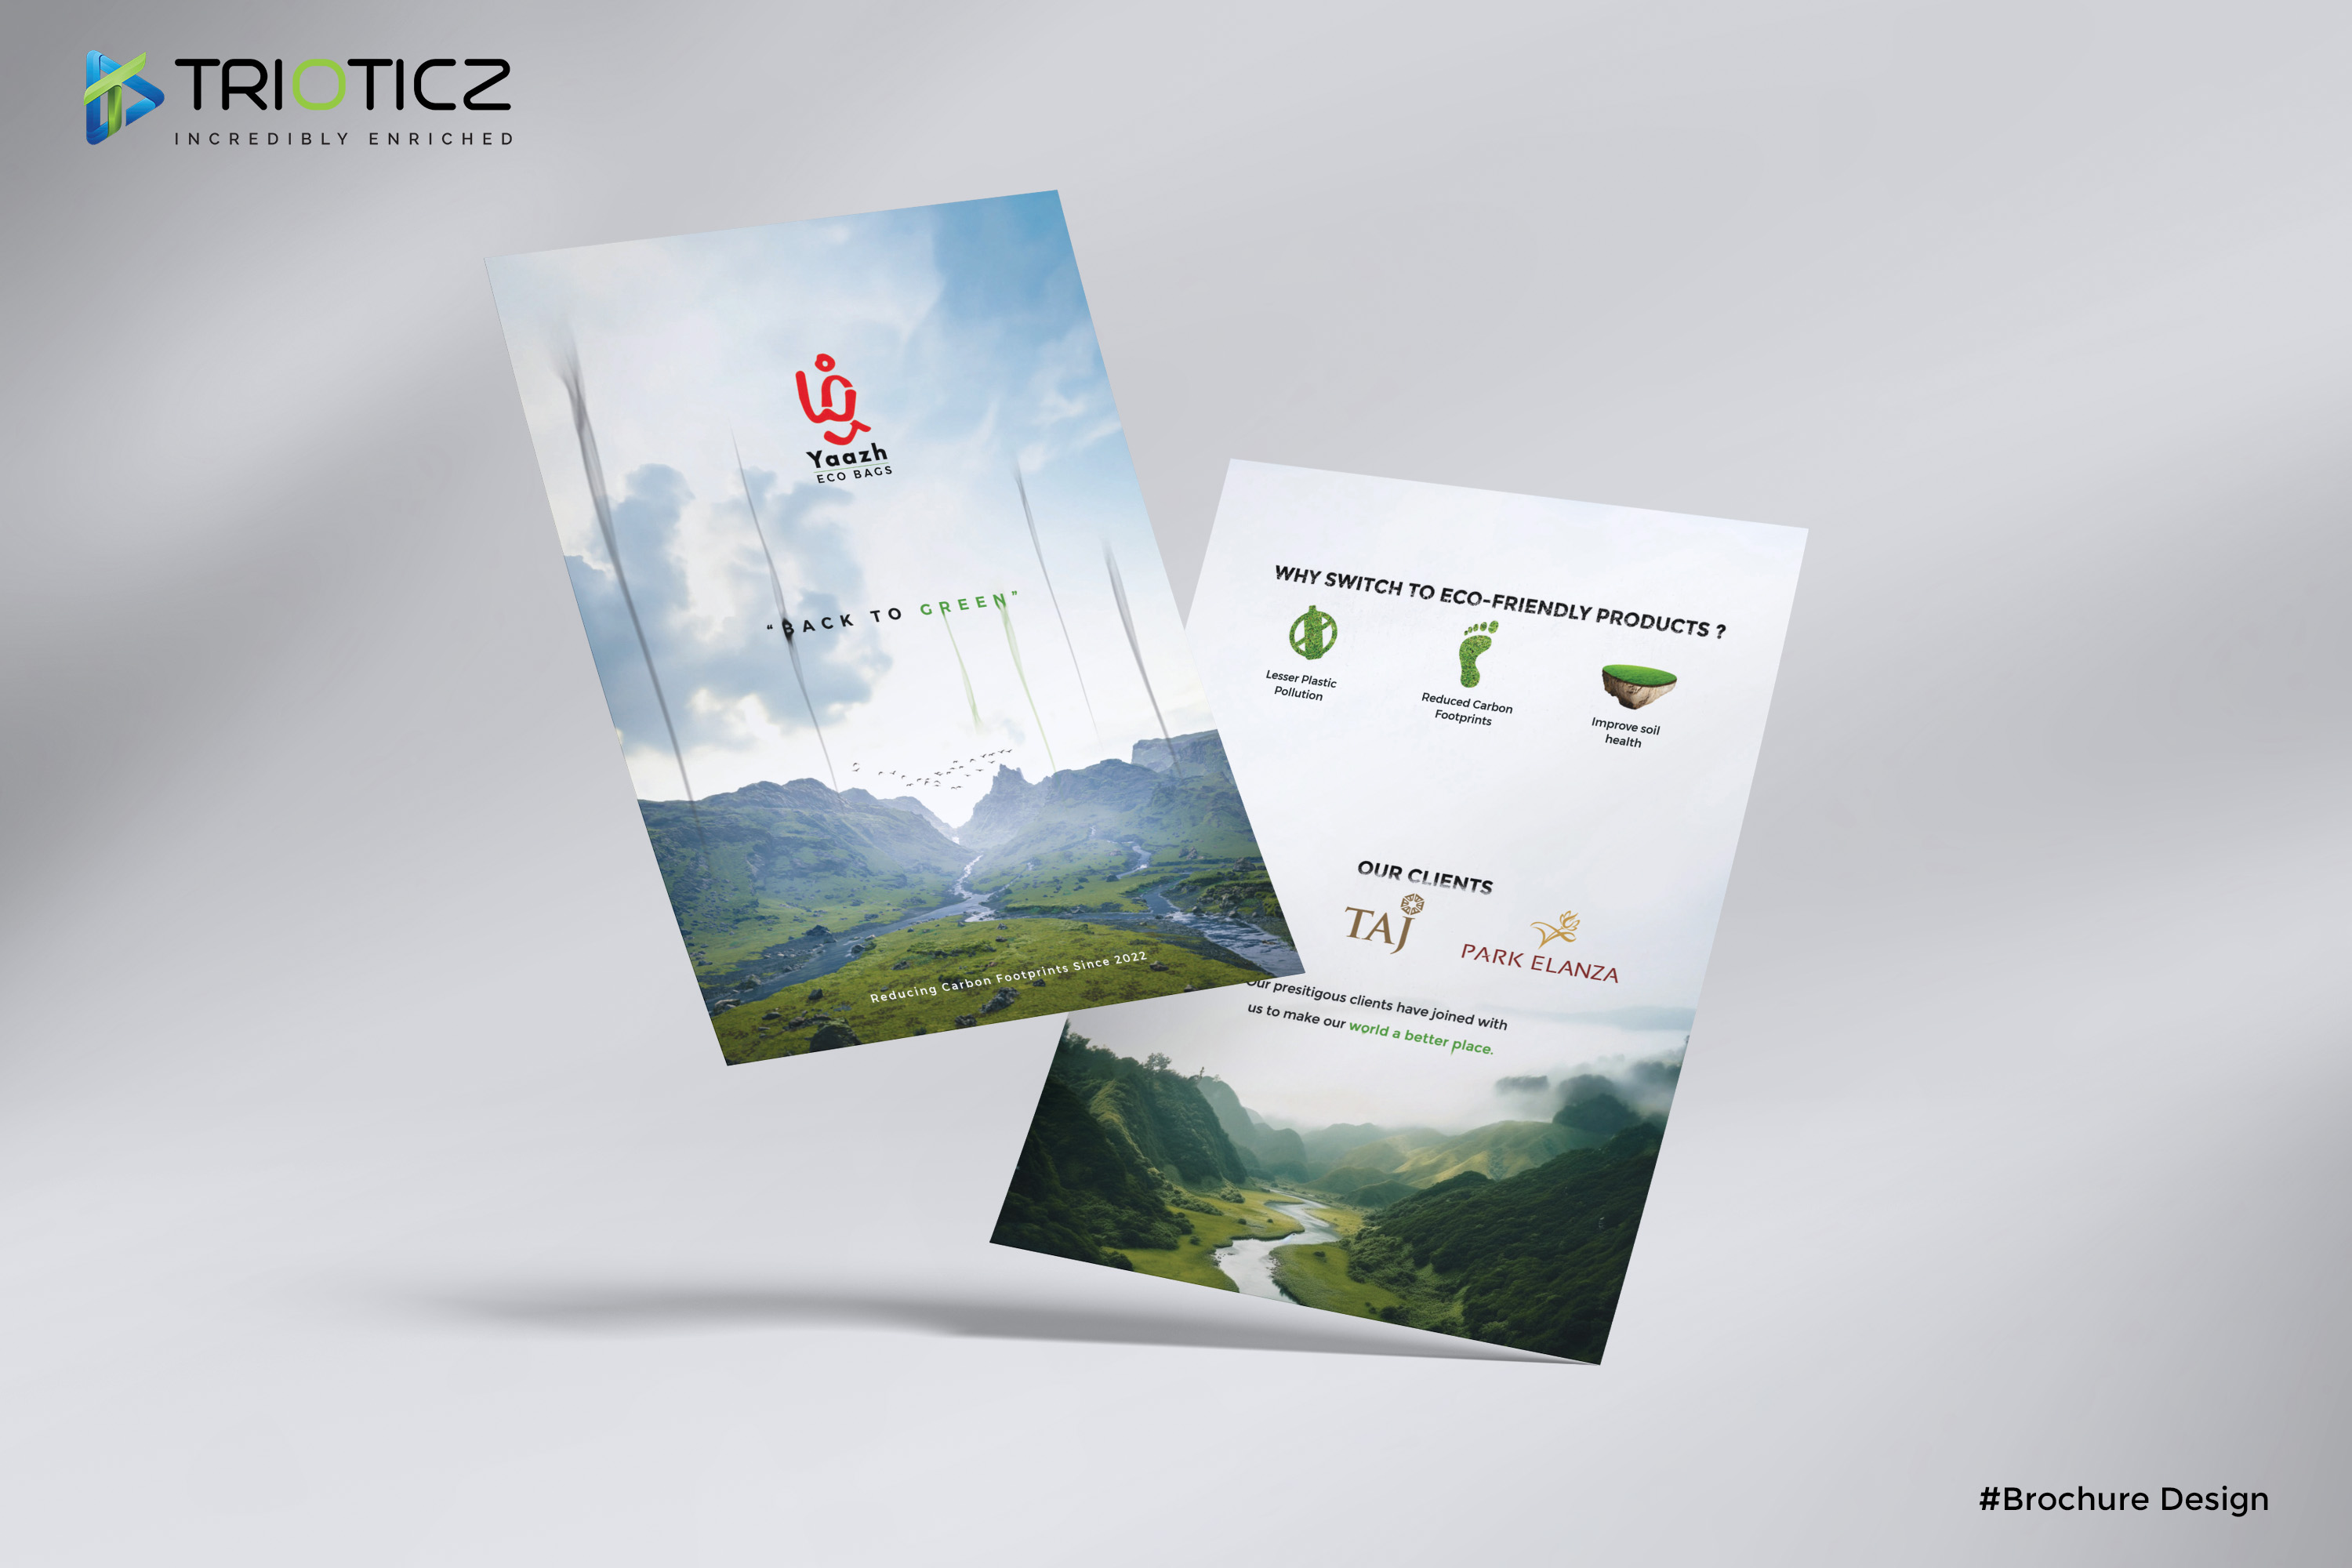 TRIOTICZ
INCREDIBLY ENRICHED
Yaazh
ECO BAGS
"BACK TO GREEN"
Reducing Carbon Footprints Since 2022
WHY SWITCH TO ECO-FRIENDLY PRODUCTS ?
Lesser Plastic
Pollution
Reduced Carbon
Footprints
Improve soil
health
OUR CLIENTS
TAJ
PARK ELANZA
Our presitigous clients have joined with
us to make our world a better place.
#Brochure Design